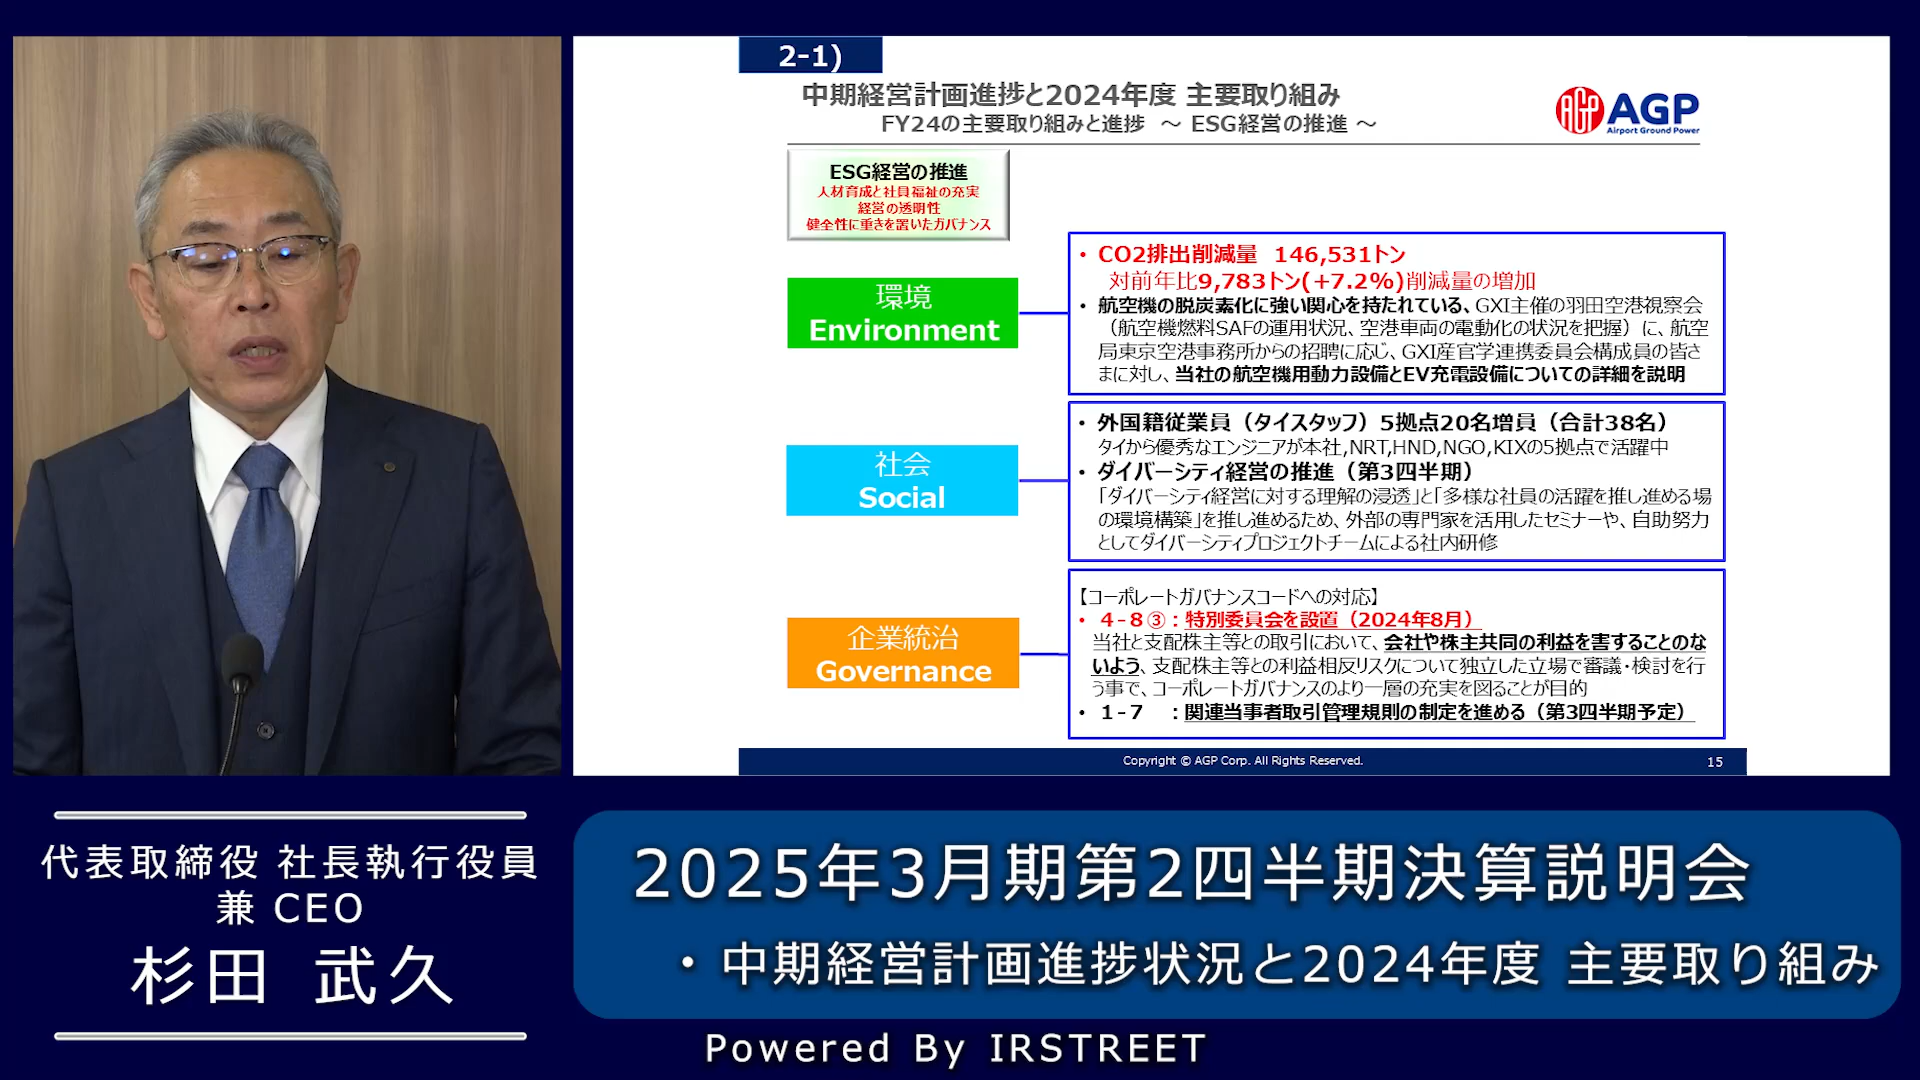 2-1)
中期経営計画進捗と2024年度 主要取り組み
FY24の主要取り組みと進捗 ～ ESG経営の推進 ～
AGP AGP
Airport Ground Power
ESG経営の推進
人材育成と社員福祉の充実
経営の透明性
健全性に重きを置いたガバナンス
環境
Environment
・ CO2排出削減量 146,531トン
対前年比9,783トン(+7.2%)削減量の増加
・ 航空機の脱炭素化に強い関心を持たれている、GXI主催の羽田空港視察会
（航空機燃料SAFの運用状況、空港車両の電動化の状況を把握）に、航空
局東京空港事務所からの招聘に応じ、GXI産官学連携委員会構成員の皆さ
まに対し、当社の航空機用動力設備とEV充電設備についての詳細を説明
社会
Social
・ 外国籍従業員（タイスタッフ）5拠点20名増員（合計38名）
タイから優秀なエンジニアが本社,NRT,HND,NGO,KIXの5拠点で活躍中
・ ダイバーシティ経営の推進（第3四半期）
「ダイバーシティ経営に対する理解の浸透」と「多様な社員の活躍を推し進める場
の環境構築」を推し進めるため、外部の専門家を活用したセミナーや、自助努力
としてダイバーシティプロジェクトチームによる社内研修
企業統治
Governance
【コーポレートガバナンスコードへの対応】
・ 4-8③：特別委員会を設置（2024年8月）
当社と支配株主等との取引において、会社や株主共同の利益を害することのな
いよう、支配株主等との利益相反リスクについて独立した立場で審議・検討を行
う事で、コーポレートガバナンスのより一層の充実を図ることが目的
・ 1-7 ：関連当事者取引管理規則の制定を進める（第3四半期予定）
Copyright © AGP Corp. All Rights Reserved.
15
代表取締役 社長執行役員
兼 CEO
杉田 武久
2025年3月期第2四半期決算説明会
・中期経営計画進捗状況と2024年度 主要取り組み
Powered By IRSTREET